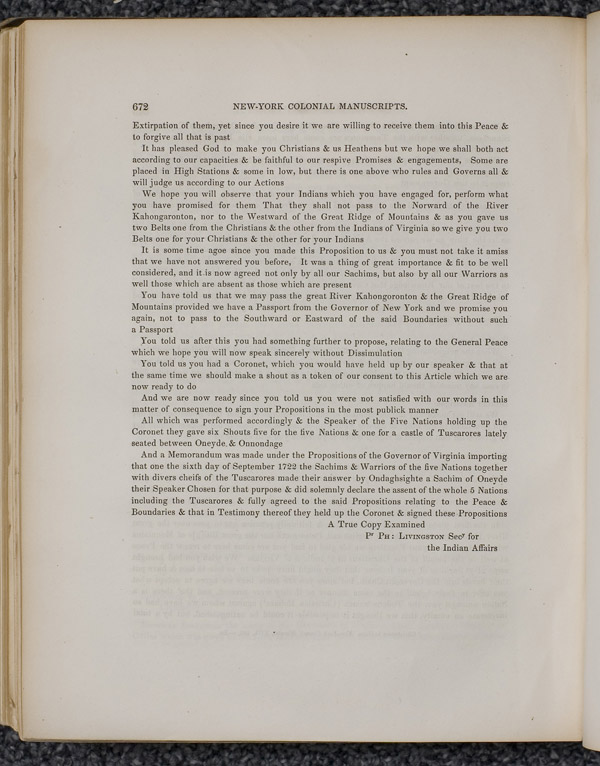 672 NEW-YORK COLONIAL MANUSCRIPTS.
Extirpation of them, yet since you desire it we are willing to receive them into this Peace &
to forgive all that is past
It has pleased God to make you Christians & us Heathens but we hope we shall both act
according to our capacities & be faithful to our respive Promises & engagements, Some are
placed in High Stations & some in low, but there is one above who rules and Governs all &
will judge us according to our Actions
We hope you will observe that your Indians which you have engaged for, perform what
you have promised for them That they shall not pass to the Norward of the River
Kahongaronton, nor to the Westward of the Great Ridge of Mountains & as you gave us
two Belts one from the Christians & the other from the Indians of Virginia so we give you two
Belts one for your Christians & the other for your Indians
It is some time agoe since you made this Proposition to us & you must not take it amiss
that we have not answered you before, It was a thing of great importance & fit to be well
considered, and it is now agreed not only by all our Sachims, but also by all our Warriors as
well those which are absent as those which are present
You have told us that we may pass the great River Kahongoronton & the Great Ridge of
Mountains provided we have a Passport from the Governor of New York and we promise you
again, not to pass to the Southward or Eastward of the said Boundaries without such
a Passport
You told us after this you had something further to propose, relating to the General Peace
which we hope you will now speak sincerely without Dissimulation
You told us you had a Coronet, which you would have held up by our speaker & that at
the same time we should make a shout as a token of our consent to this Article which we are
now ready to do
And we are now ready since you told us you were not satisfied with our words in this
matter of consequence to sign your Propositions in the most publick manner
All which was performed accordingly & the Speaker of the Five Nations holding up the
Coronet they gave six Shouts five for the five Nations & one for a castle of Tuscarores lately
seated between Oneyde & Onnondage
And a Memorandum was made under the Propositions of the Governor of Virginia importing
that one the sixth day of September 1722 the Sachims & Warriors of the five Nations together
with divers cheifs of the Tuscarores made their answer by Ondaghsighte a Sachim of Oneyde
their Speaker Chosen for that purpose & did solemnly declare the assent of the whole 5 Nations
including the Tuscarores & fully agreed to the said Propositions relating to the Peace &
Boundaries & that in Testimony thereof they held up the Coronet & signed these Propositions
A True Copy Examined
Pʳ PH: LIVINGSTON Secʳ for
the Indian Affairs